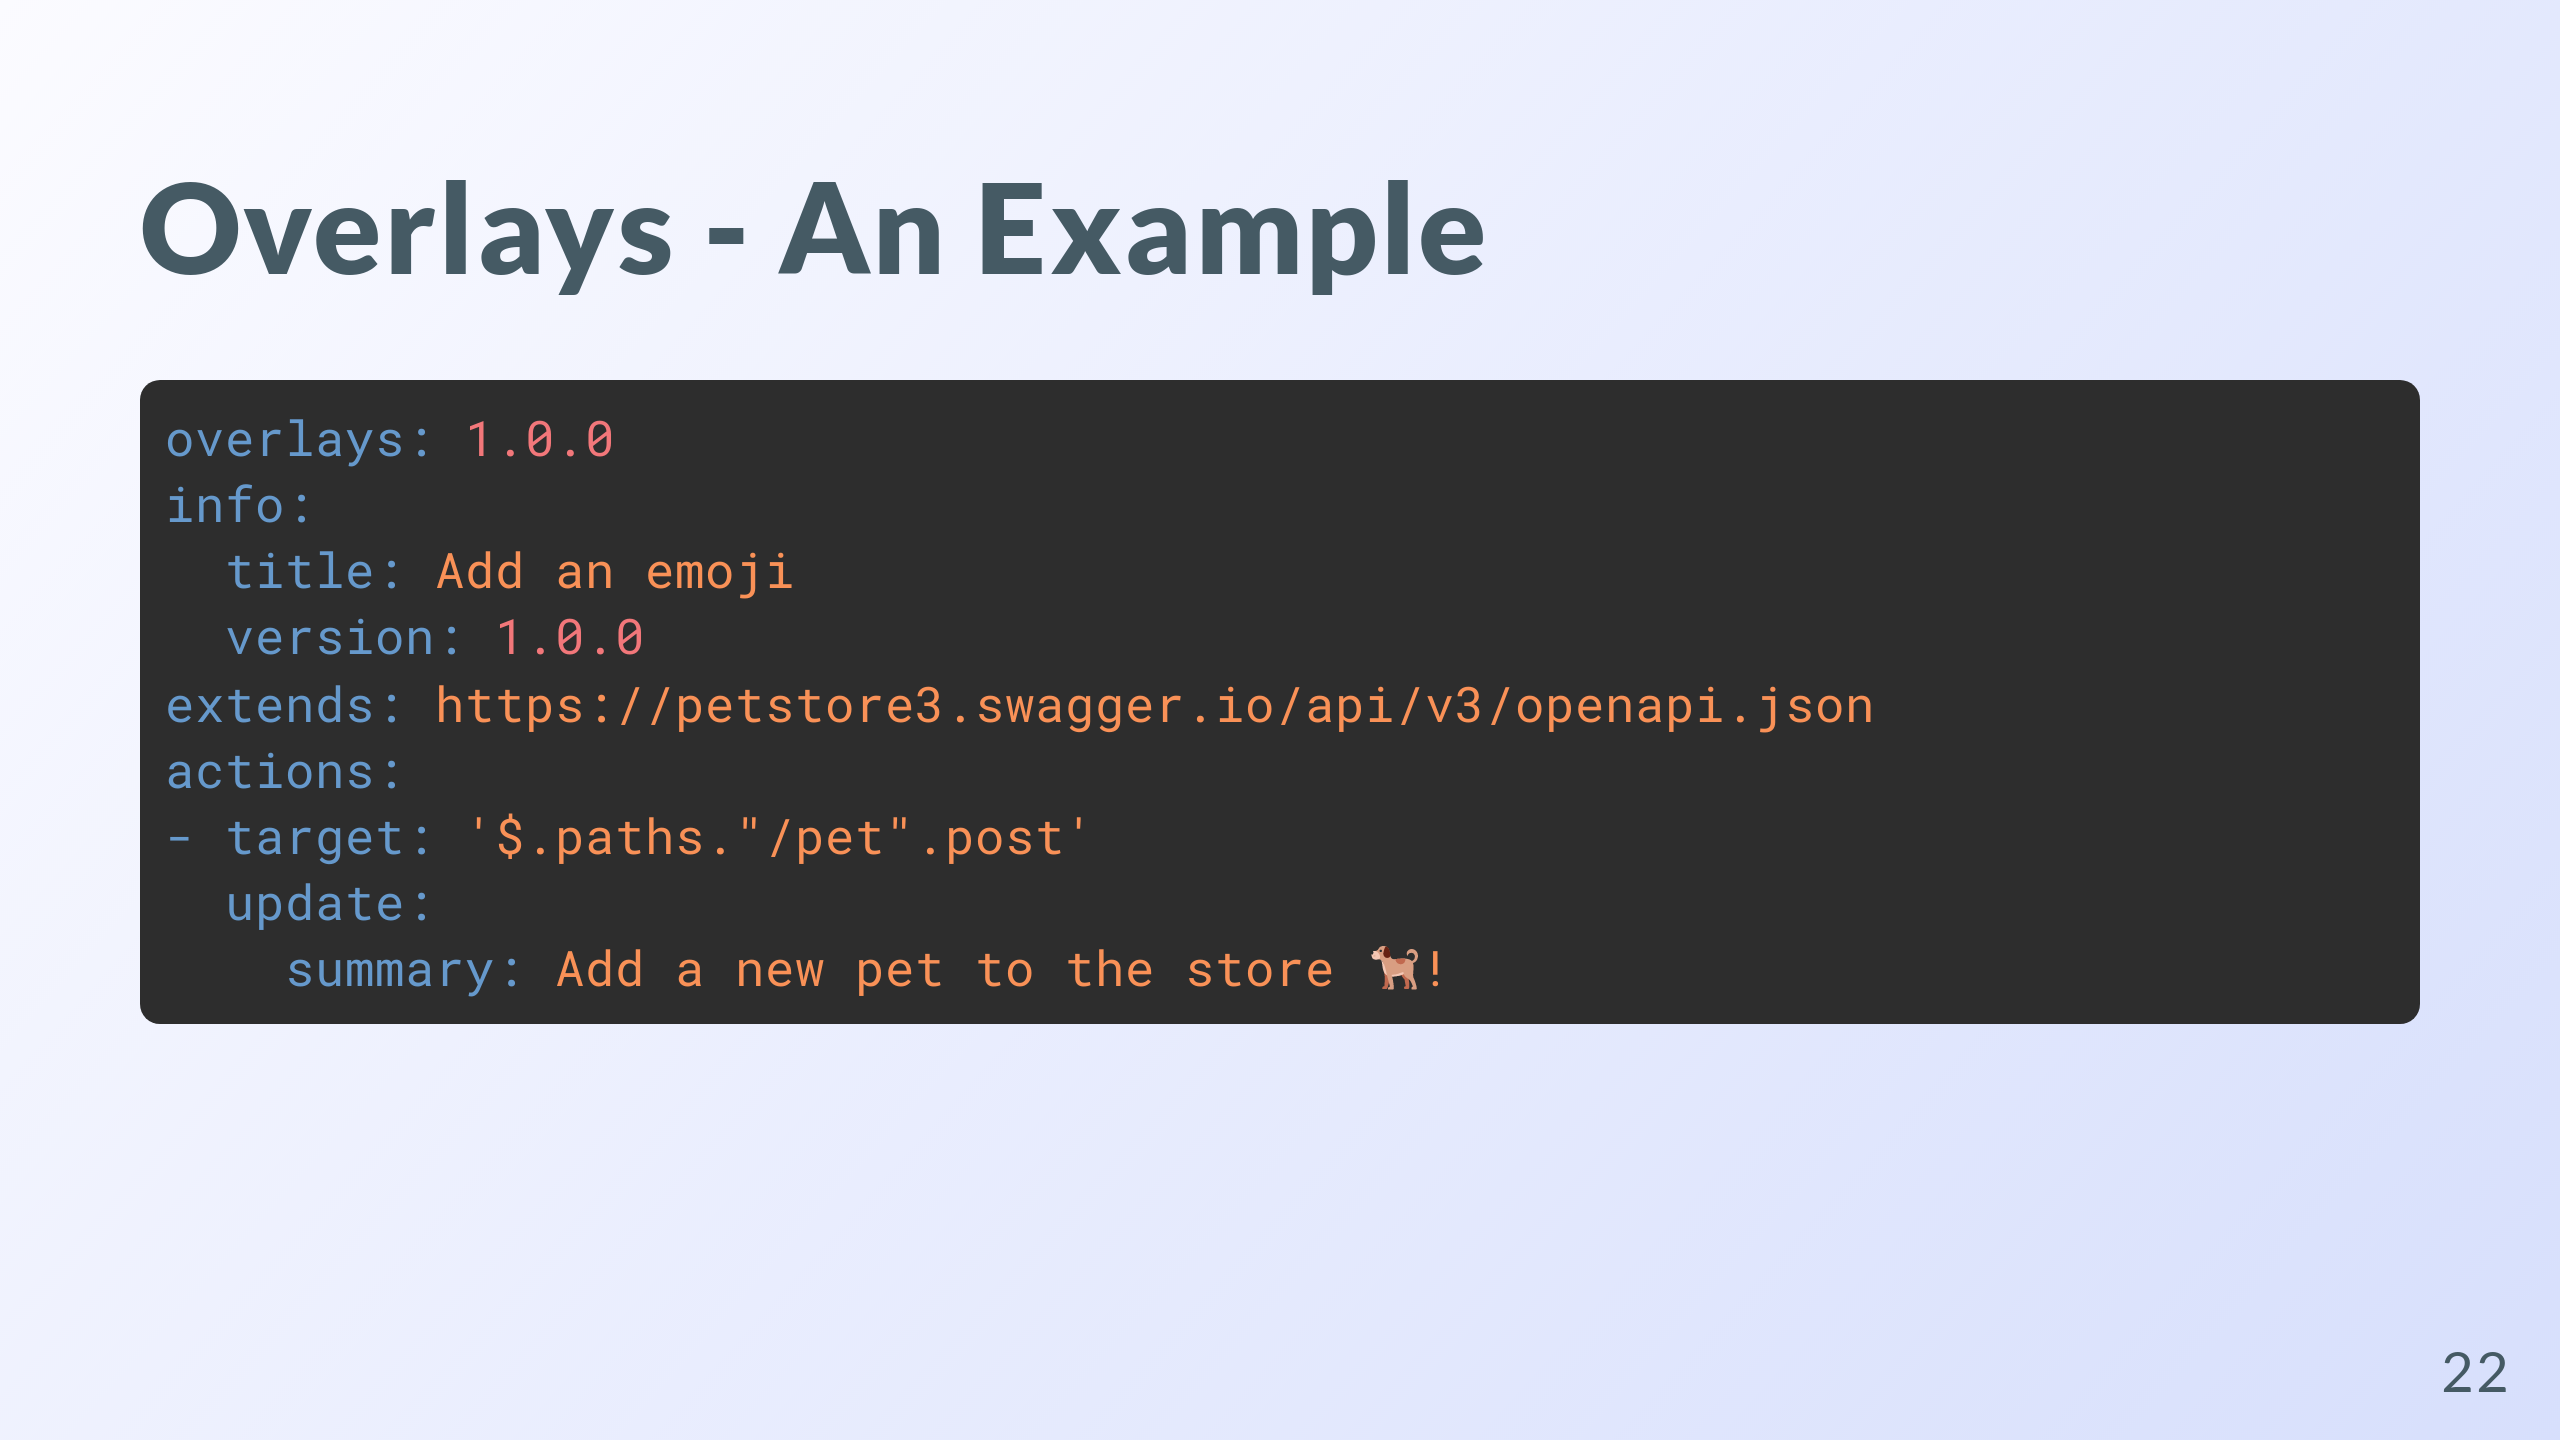 Overlays - An Example
overlays: 1.0.0
info:
  title: Add an emoji
  version: 1.0.0
extends: https://petstore3.swagger.io/api/v3/openapi.json
actions:
- target: '$.paths."/pet".post'
  update:
    summary: Add a new pet to the store 🐕!
22